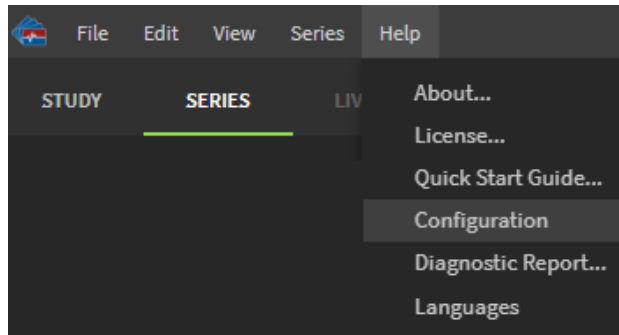 File Edit View Series Help
STUDY SERIES LIV
About...
License...
Quick Start Guide...
Configuration
Diagnostic Report...
Languages